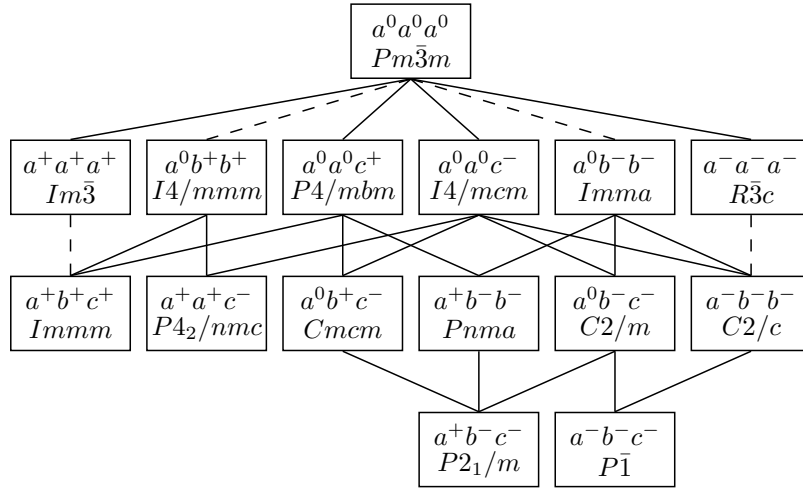 a⁰a⁰a⁰
Pm3̄m
a⁺a⁺a⁺
Im3̄
a⁰b⁺b⁺
I4/mmm
a⁰a⁰c⁺
P4/mbm
a⁰a⁰c⁻
I4/mcm
a⁰b⁻b⁻
Imma
a⁻a⁻a⁻
R3̄c
a⁺b⁺c⁺
Immm
a⁺a⁺c⁻
P4₂/nmc
a⁰b⁺c⁻
Cmcm
a⁺b⁻b⁻
Pnma
a⁰b⁻c⁻
C2/m
a⁻b⁻b⁻
C2/c
a⁺b⁻c⁻
P2₁/m
a⁻b⁻c⁻
P1̄